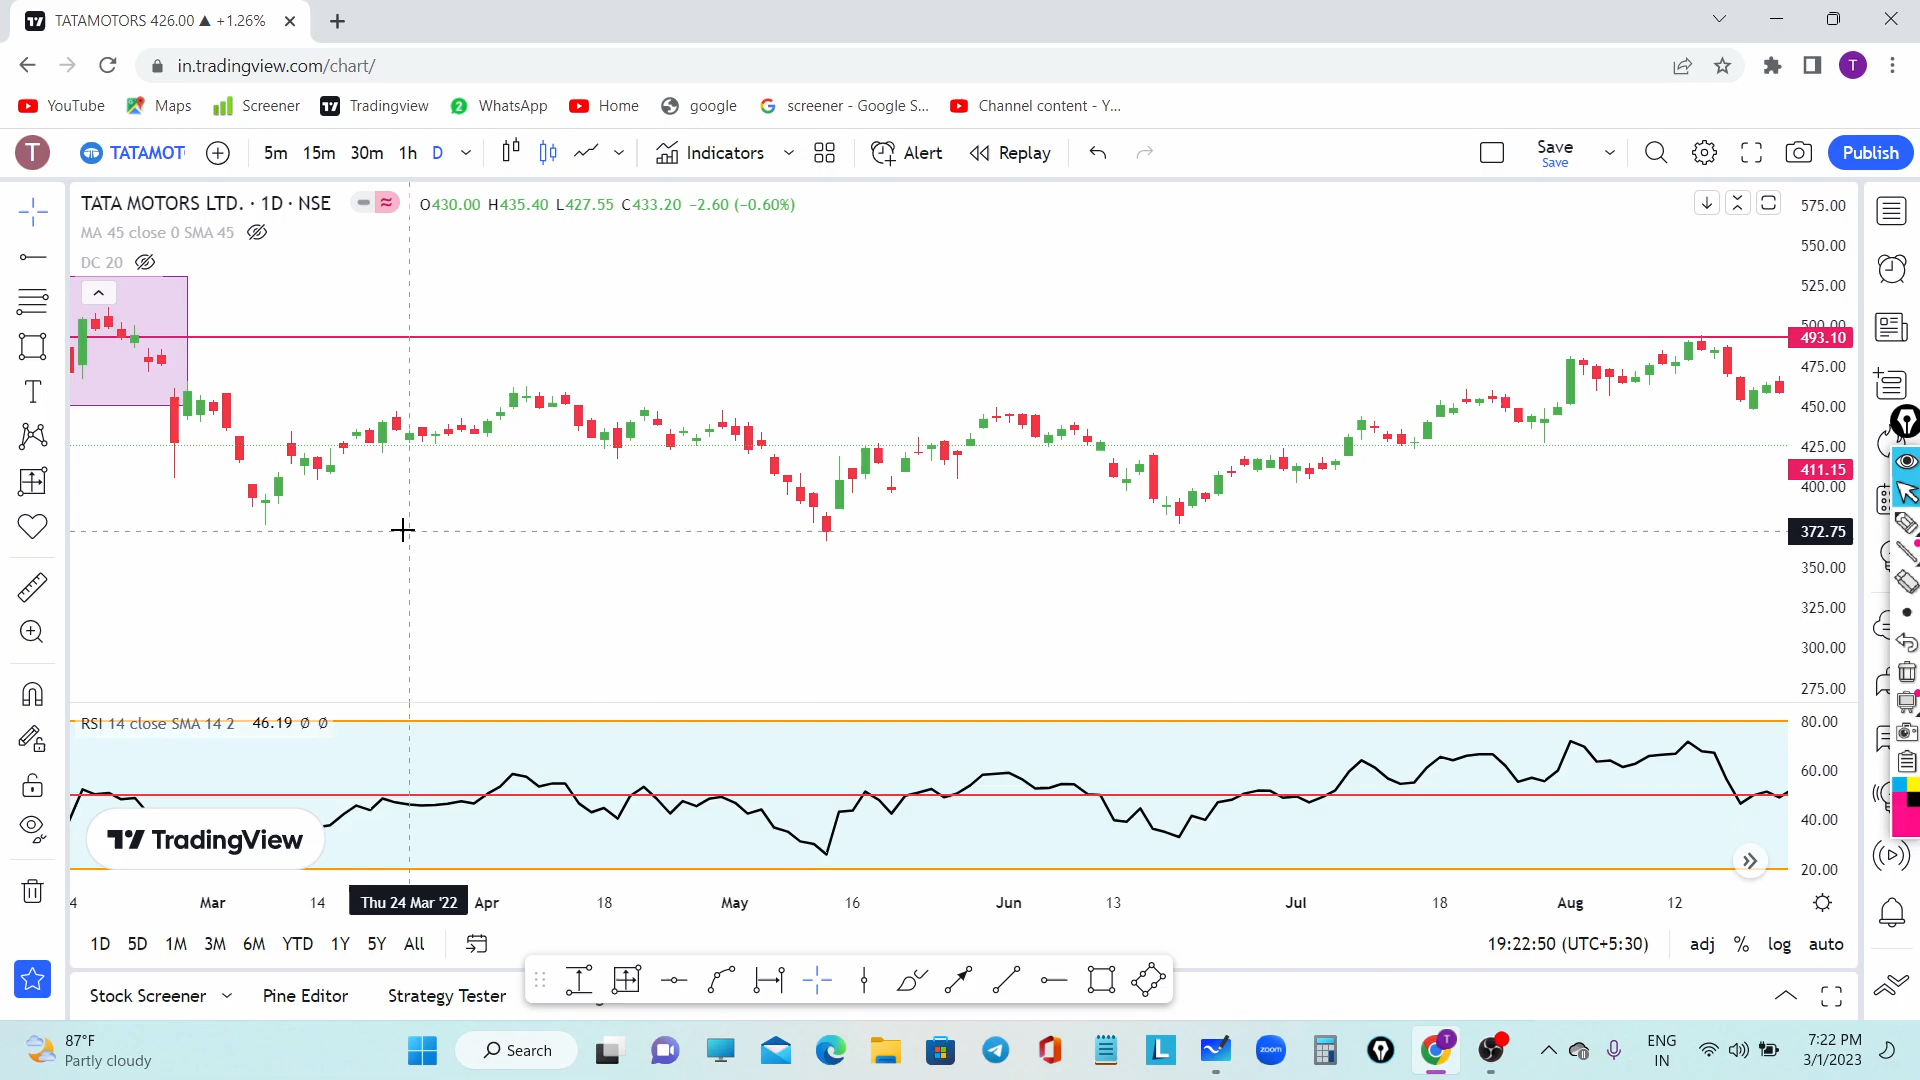 TATAMOTORS 426.00 ▲ +1.26%
in.tradingview.com/chart/
T
YouTube Maps Screener Tradingview 2 WhatsApp Home google screener - Google S... Channel content - Y...
T TATAMOT 5m 15m 30m 1h D Indicators Alert Replay Save Publish
Save
TATA MOTORS LTD. · 1D · NSE O430.00 H435.40 L427.55 C433.20 −2.60 (−0.60%)
MA 45 close 0 SMA 45
DC 20
575.00
550.00
525.00
500.00
493.10
475.00
450.00
425.00
411.15
400.00
372.75
350.00
325.00
300.00
275.00
RSI 14 close SMA 14 2 46.19 Ø Ø
80.00
60.00
40.00
20.00
TradingView
4 Mar 14 Thu 24 Mar '22 Apr 18 May 16 Jun 13 Jul 18 Aug 12
1D 5D 1M 3M 6M YTD 1Y 5Y All 19:22:50 (UTC+5:30) adj % log auto
Stock Screener Pine Editor Strategy Tester
87°F
Partly cloudy
Search
L
zoom
T
ENG
IN
7:22 PM
3/1/2023